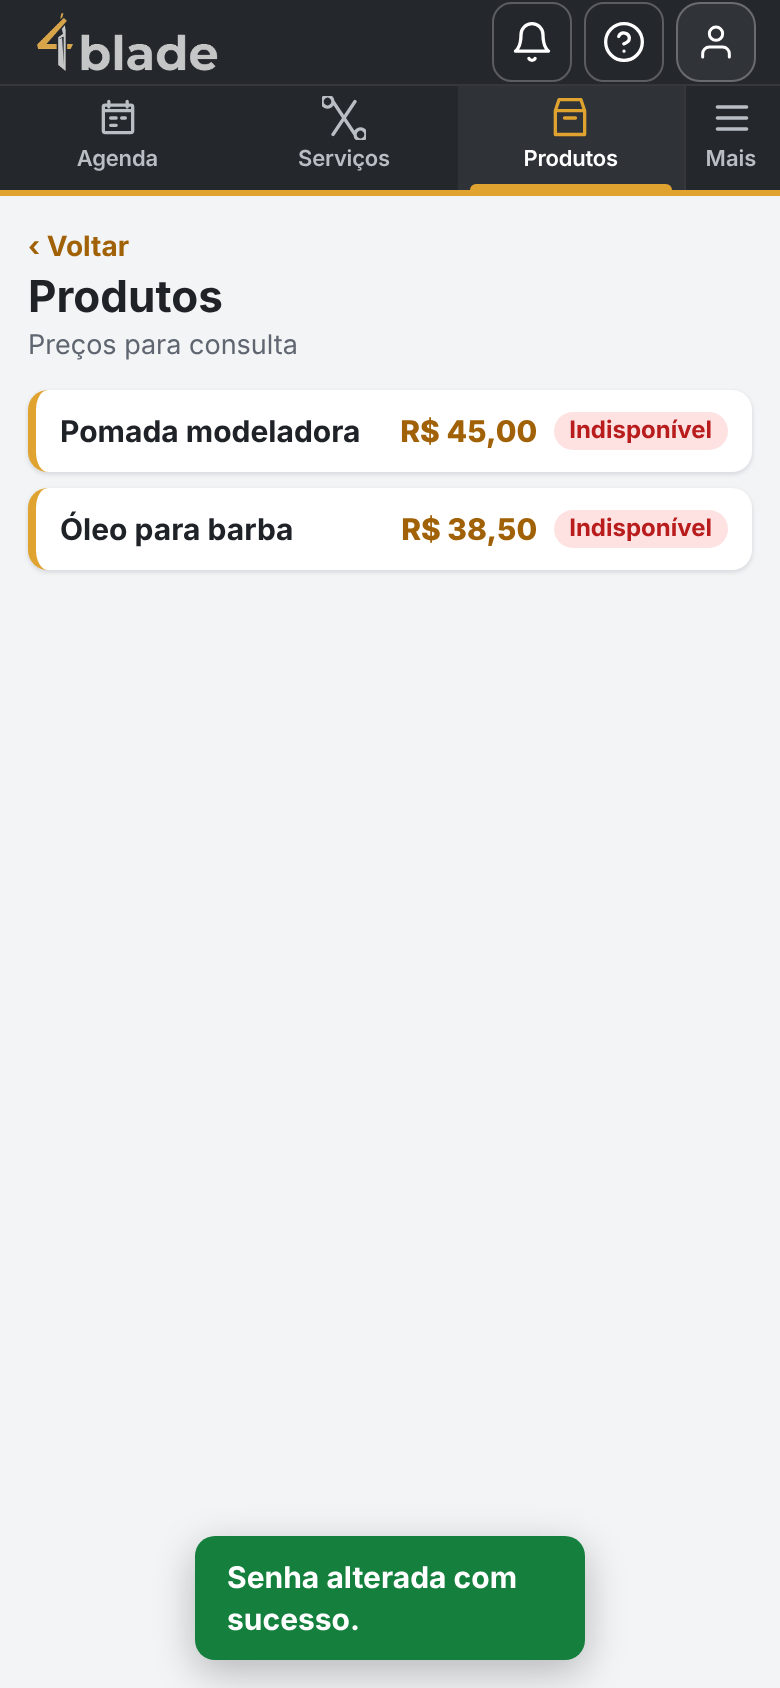 4blade
Agenda
Serviços
Produtos
Mais
‹ Voltar
Produtos
Preços para consulta
Pomada modeladora R$ 45,00 Indisponível
Óleo para barba R$ 38,50 Indisponível
Senha alterada com
sucesso.